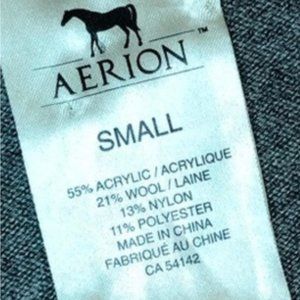 AERION™
SMALL
55% ACRYLIC / ACRYLIQUE
21% WOOL / LAINE
13% NYLON
11% POLYESTER
MADE IN CHINA
FABRIQUÉ AU CHINE
CA 54142